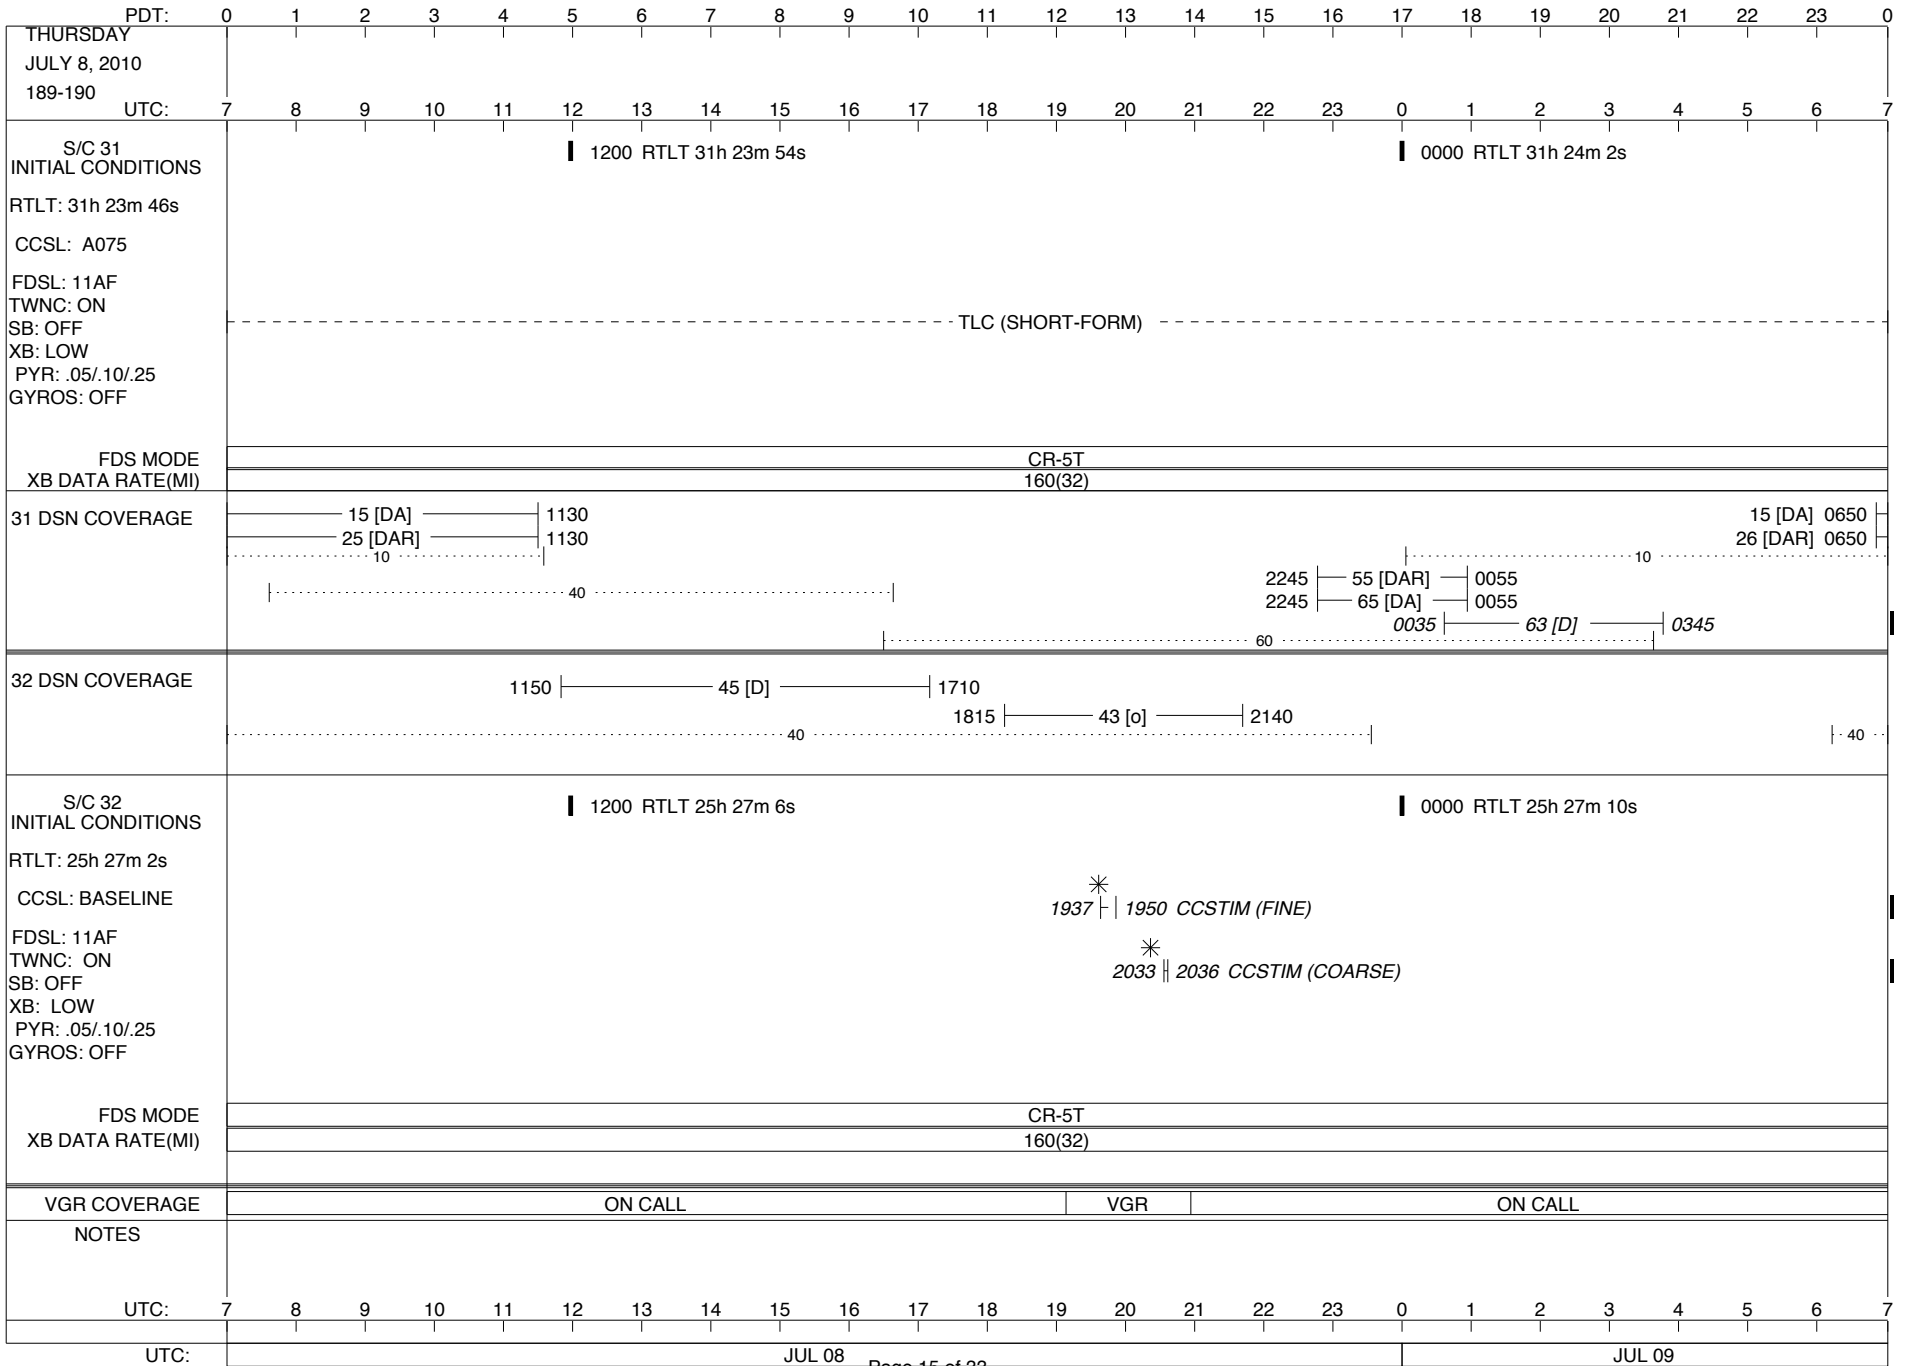 PDT: 0 1 2 3 4 5 6 7 8 9 10 11 12 13 14 15 16 17 18 19 20 21 22 23 0
THURSDAY
JULY 8, 2010
189-190
UTC: 7 8 9 10 11 12 13 14 15 16 17 18 19 20 21 22 23 0 1 2 3 4 5 6 7
S/C 31
INITIAL CONDITIONS
1200 RTLT 31h 23m 54s
0000 RTLT 31h 24m 2s
RTLT: 31h 23m 46s
CCSL: A075
FDSL: 11AF
TWNC: ON
SB: OFF
TLC (SHORT-FORM)
XB: LOW
PYR: .05/.10/.25
GYROS: OFF
FDS MODE CR-5T
XB DATA RATE(MI) 160(32)
31 DSN COVERAGE
15 [DA] 1130 15 [DA] 0650
25 [DAR] 1130 26 [DAR] 0650
10 10
2245 55 [DAR] 0055
40
2245 65 [DA] 0055
0035 63 [D] 0345
60
32 DSN COVERAGE
1150 45 [D] 1710
1815 43 [o] 2140
40 40
S/C 32
INITIAL CONDITIONS
1200 RTLT 25h 27m 6s
0000 RTLT 25h 27m 10s
RTLT: 25h 27m 2s
CCSL: BASELINE
1937 1950 CCSTIM (FINE)
FDSL: 11AF
TWNC: ON
2033 2036 CCSTIM (COARSE)
SB: OFF
XB: LOW
PYR: .05/.10/.25
GYROS: OFF
FDS MODE CR-5T
XB DATA RATE(MI) 160(32)
VGR COVERAGE ON CALL VGR ON CALL
NOTES
UTC: 7 8 9 10 11 12 13 14 15 16 17 18 19 20 21 22 23 0 1 2 3 4 5 6 7
UTC: JUL 08 JUL 09
Page 15 of 33